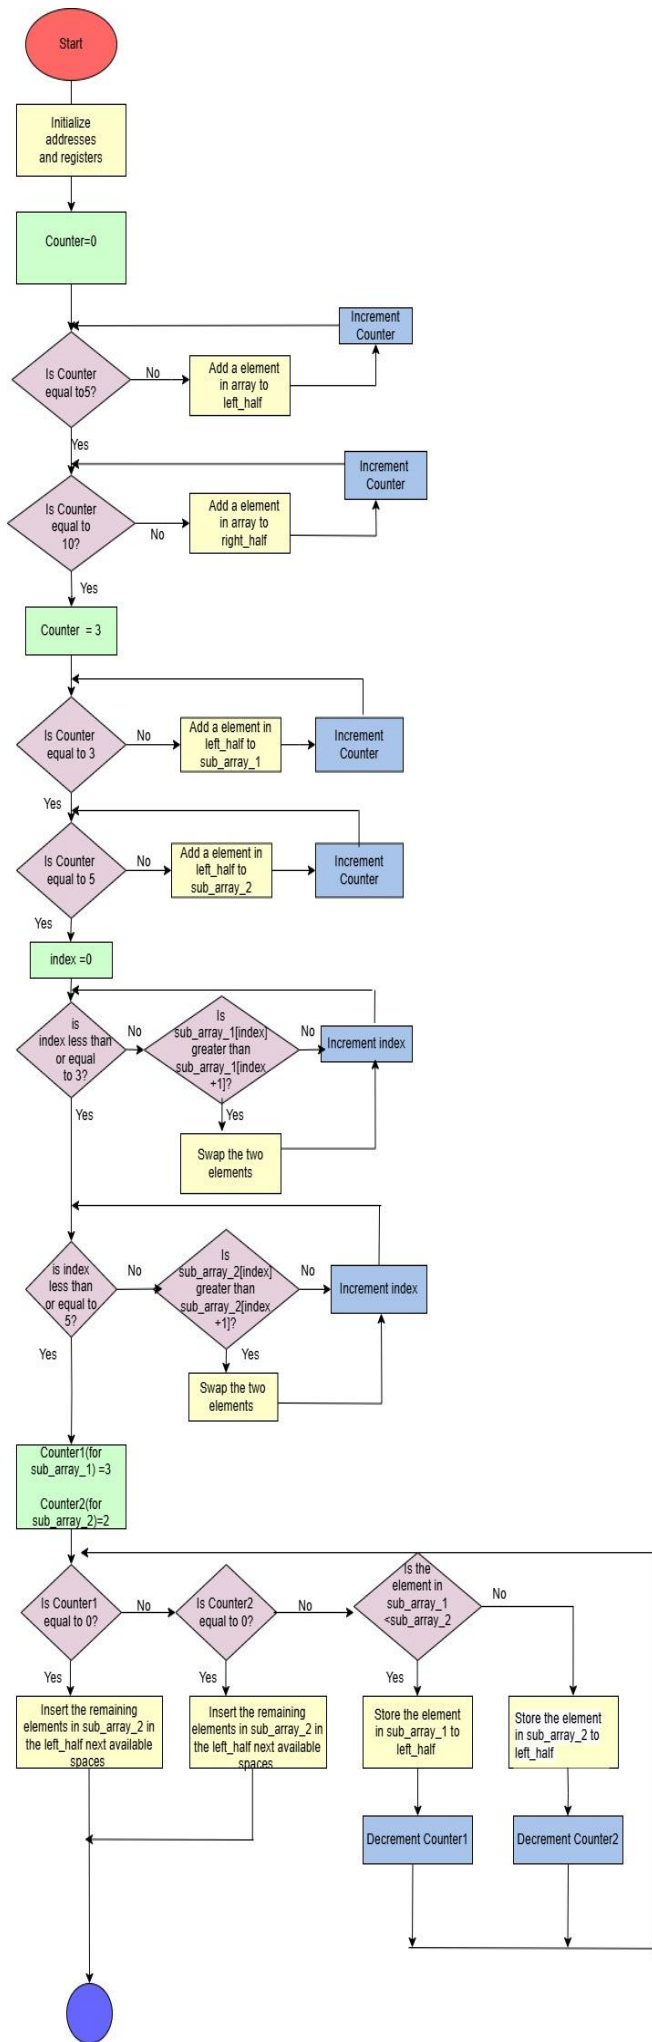 Start
Initialize
addresses
and registers
Counter=0
Increment
Counter
Is Counter
equal to5?
No
Add a element
in array to
left_half
Yes
Increment
Counter
Is Counter
equal to
10?
No
Add a element
in array to
right_half
Yes
Counter = 3
Is Counter
equal to 3
No
Add a element in
left_half to
sub_array_1
Increment
Counter
Yes
Is Counter
equal to 5
No
Add a element in
left_half to
sub_array_2
Increment
Counter
Yes
index =0
is
index less than
or equal
to 3?
No
Is
sub_array_1[index]
greater than
sub_array_1[index
+1]?
No
Increment index
Yes
Yes
Swap the two
elements
is index
less than
or equal to
5?
No
Is
sub_array_2[index]
greater than
sub_array_2[index
+1]?
No
Increment index
Yes
Yes
Swap the two
elements
Counter1(for
sub_array_1) =3
Counter2(for
sub_array_2)=2
Is Counter1
equal to 0?
No
Is Counter2
equal to 0?
No
Is the
element in
sub_array_1
<sub_array_2
No
Yes
Yes
Yes
Insert the remaining
elements in sub_array_2 in
the left_half next available
spaces
Insert the remaining
elements in sub_array_2 in
the left_half next available
spaces
Store the element
in sub_array_1 to
left_half
Store the element
in sub_array_2 to
left_half
Decrement Counter1
Decrement Counter2